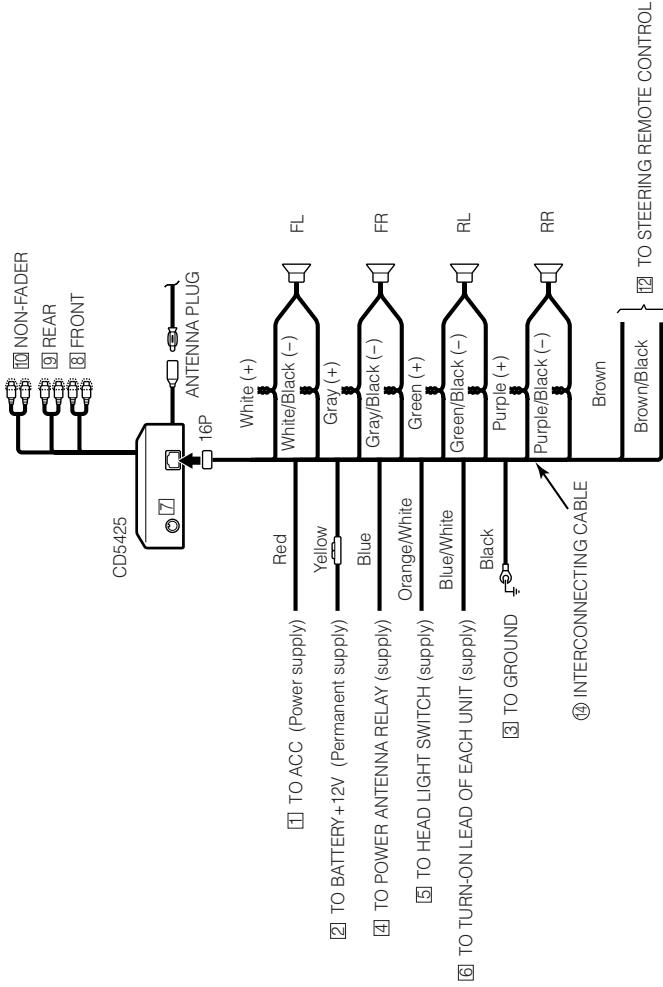 10 NON-FADER
9 REAR
8 FRONT
ANTENNA PLUG
CD5425
7
16P
Red
1 TO ACC (Power supply)
Yellow
2 TO BATTERY+12V (Permanent supply)
Blue
4 TO POWER ANTENNA RELAY (supply)
Orange/White
5 TO HEAD LIGHT SWITCH (supply)
Blue/White
6 TO TURN-ON LEAD OF EACH UNIT (supply)
Black
3 TO GROUND
14 INTERCONNECTING CABLE
White (+)
White/Black (−)
FL
Gray (+)
Gray/Black (−)
FR
Green (+)
Green/Black (−)
RL
Purple (+)
Purple/Black (−)
RR
Brown
Brown/Black
12 TO STEERING REMOTE CONTROL